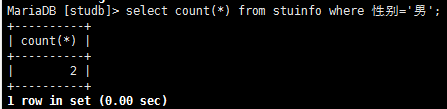 MariaDB [studb]> select count(*) from stuinfo where 性别='男';
+----------+
| count(*) |
+----------+
|        2 |
+----------+
1 row in set (0.00 sec)